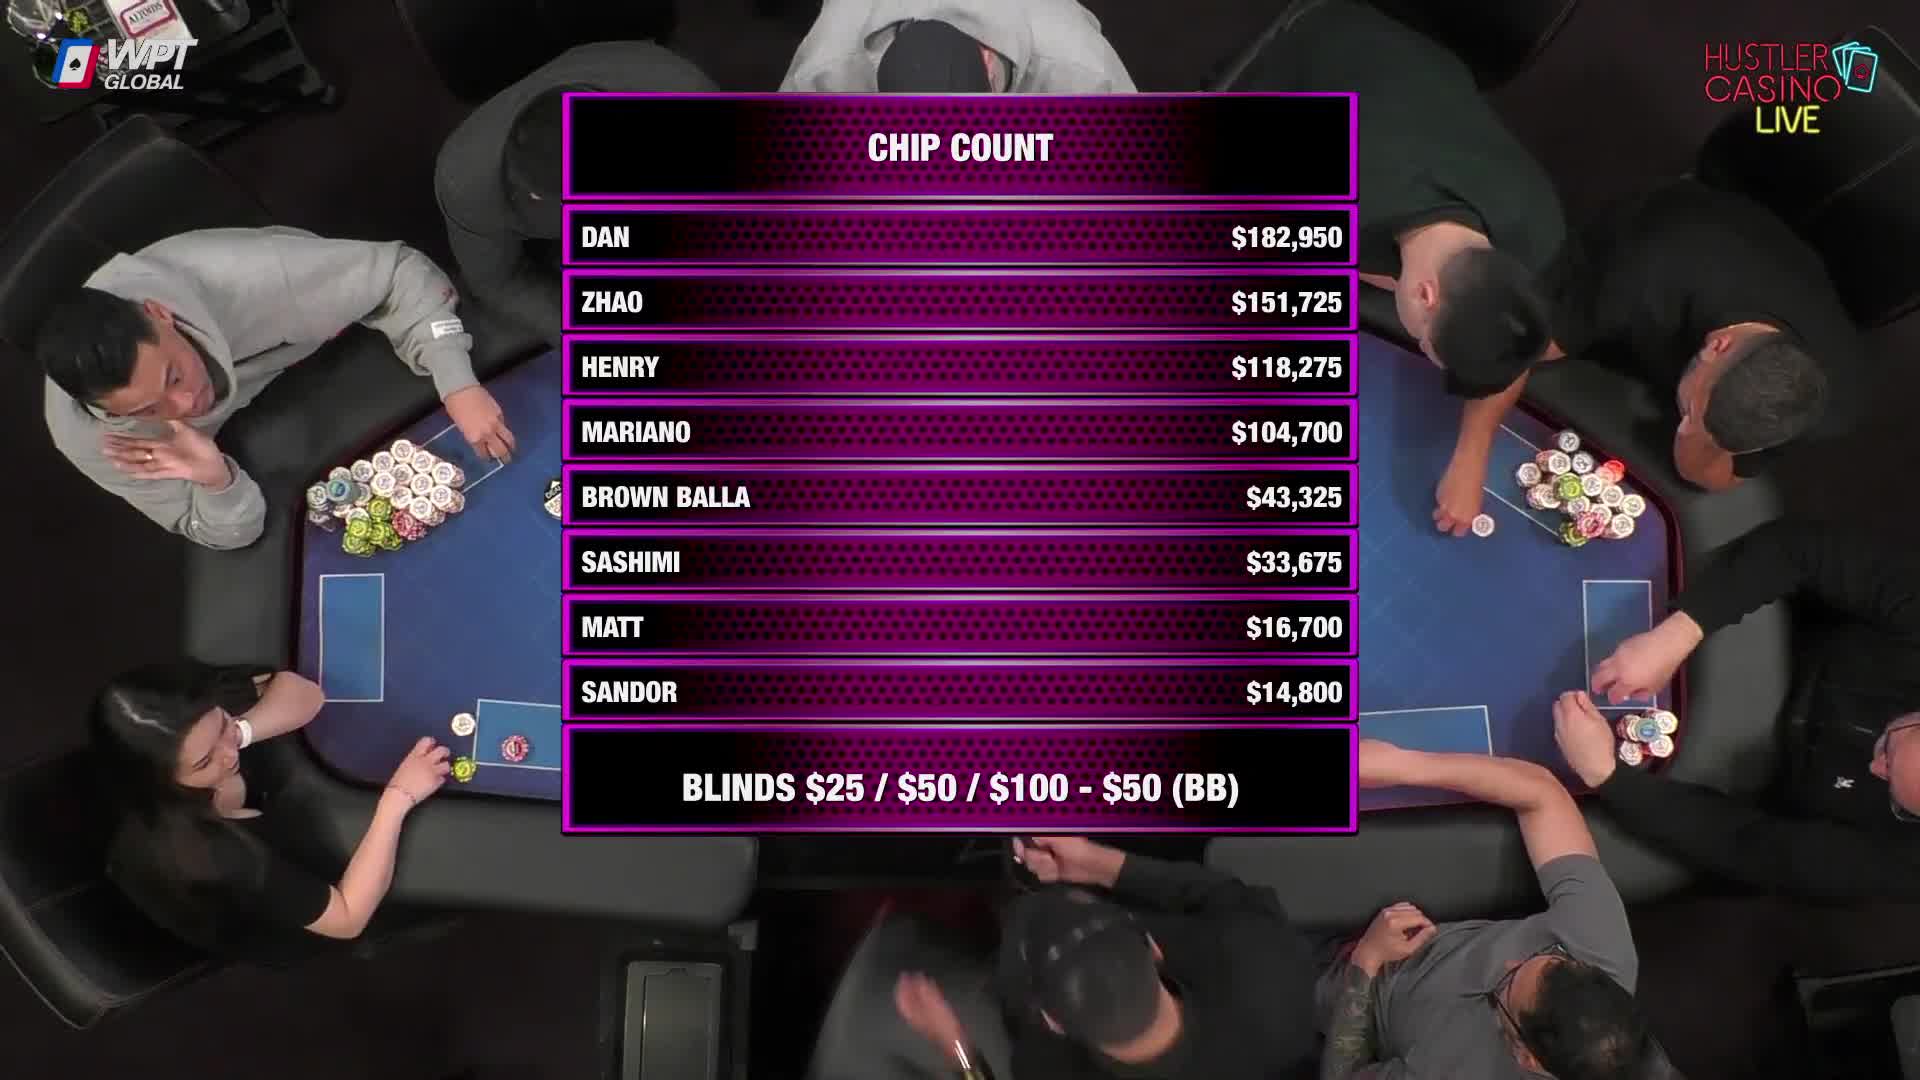 ALTOIDS
WPT
GLOBAL
HUSTLER
CASINO
LIVE
CHIP COUNT
DAN $182,950
ZHAO $151,725
HENRY $118,275
MARIANO $104,700
BROWN BALLA $43,325
SASHIMI $33,675
MATT $16,700
SANDOR $14,800
BLINDS $25 / $50 / $100 - $50 (BB)